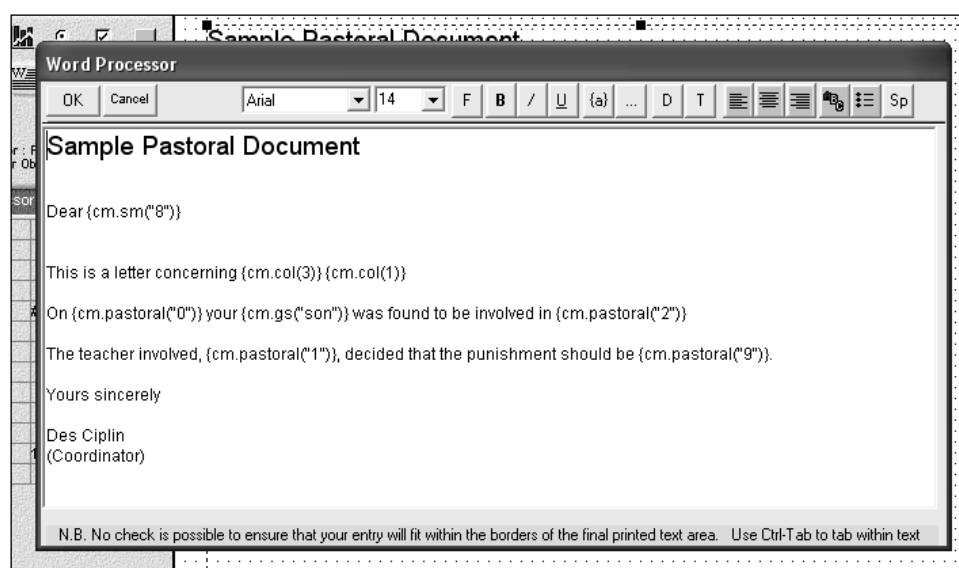 Sample Pastoral Document
Word Processor
OK Cancel Arial 14 F B / U {a} ... D T Sp
Sample Pastoral Document
Dear {cm.sm("8")}
This is a letter concerning {cm.col(3)} {cm.col(1)}
On {cm.pastoral("0")} your {cm.gs("son")} was found to be involved in {cm.pastoral("2")}
The teacher involved, {cm.pastoral("1")}, decided that the punishment should be {cm.pastoral("9")}.
Yours sincerely
Des Ciplin
(Coordinator)
N.B. No check is possible to ensure that your entry will fit within the borders of the final printed text area. Use Ctrl-Tab to tab within text